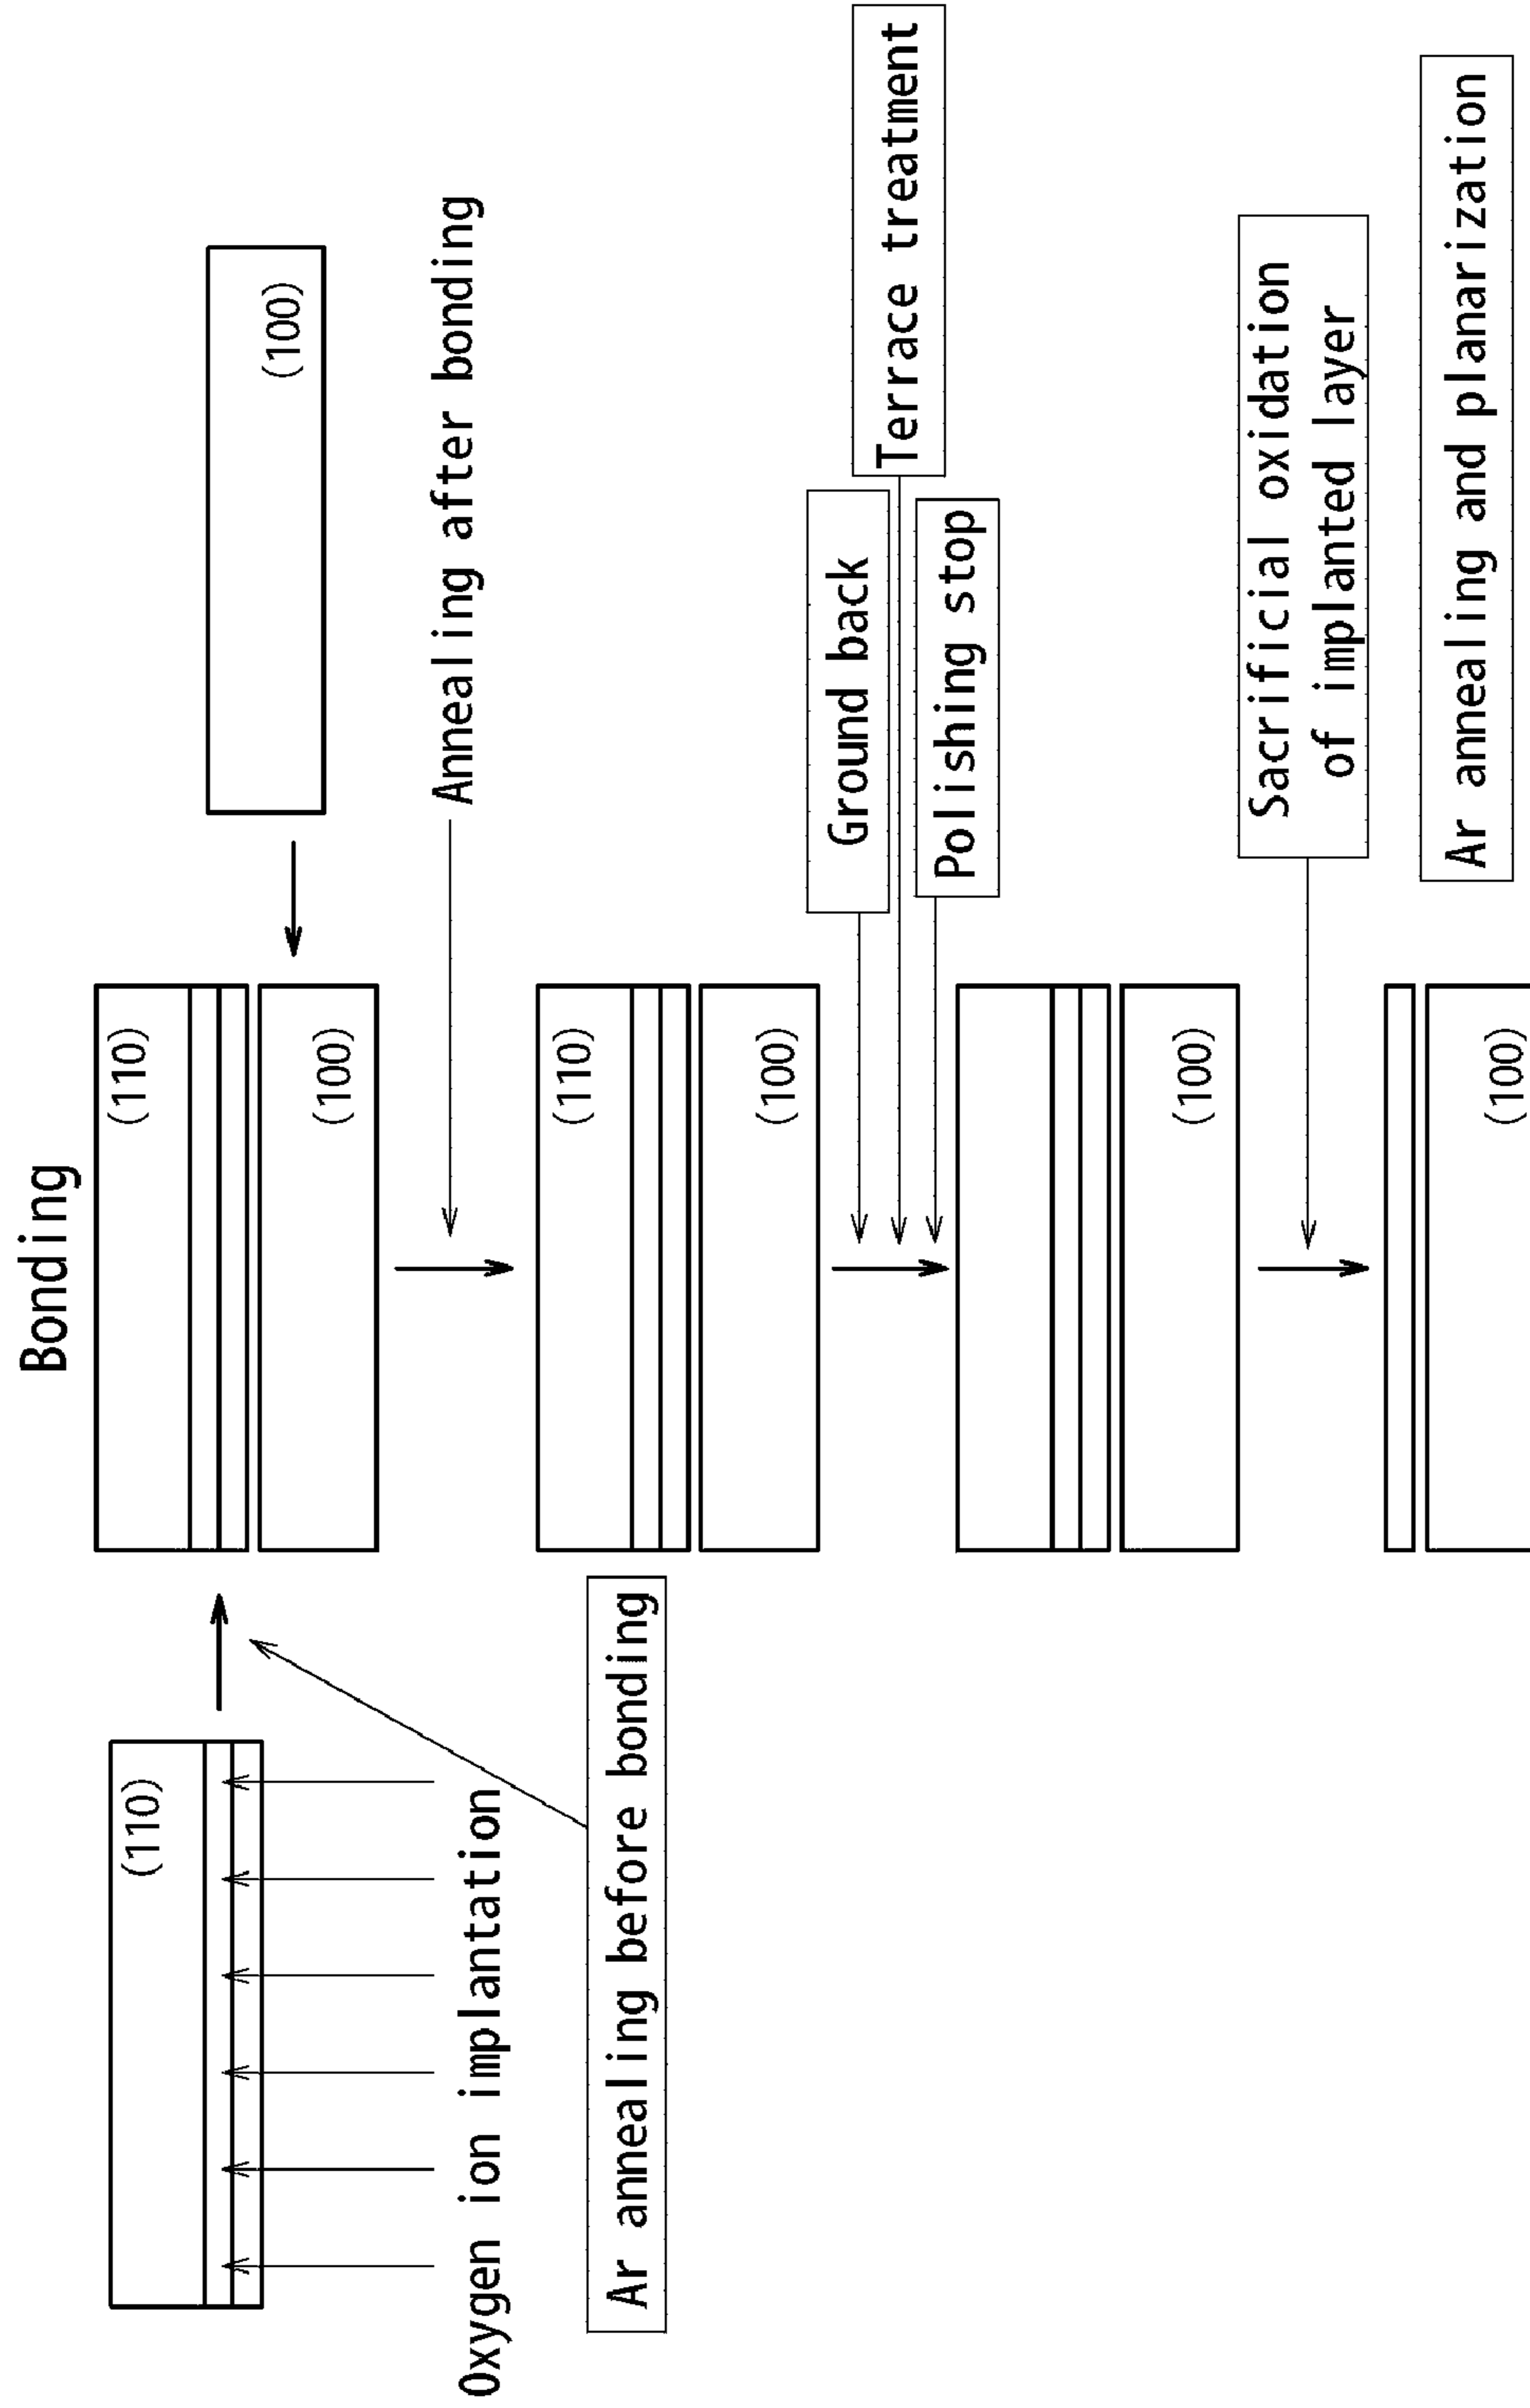 Bonding
(110)
(110)
(100)
(100)
Oxygen ion implantation
Annealing after bonding
Ar annealing before bonding
(110)
(100)
Ground back
Terrace treatment
Polishing stop
(100)
Sacrificial oxidation
of implanted layer
Ar annealing and planarization
(100)